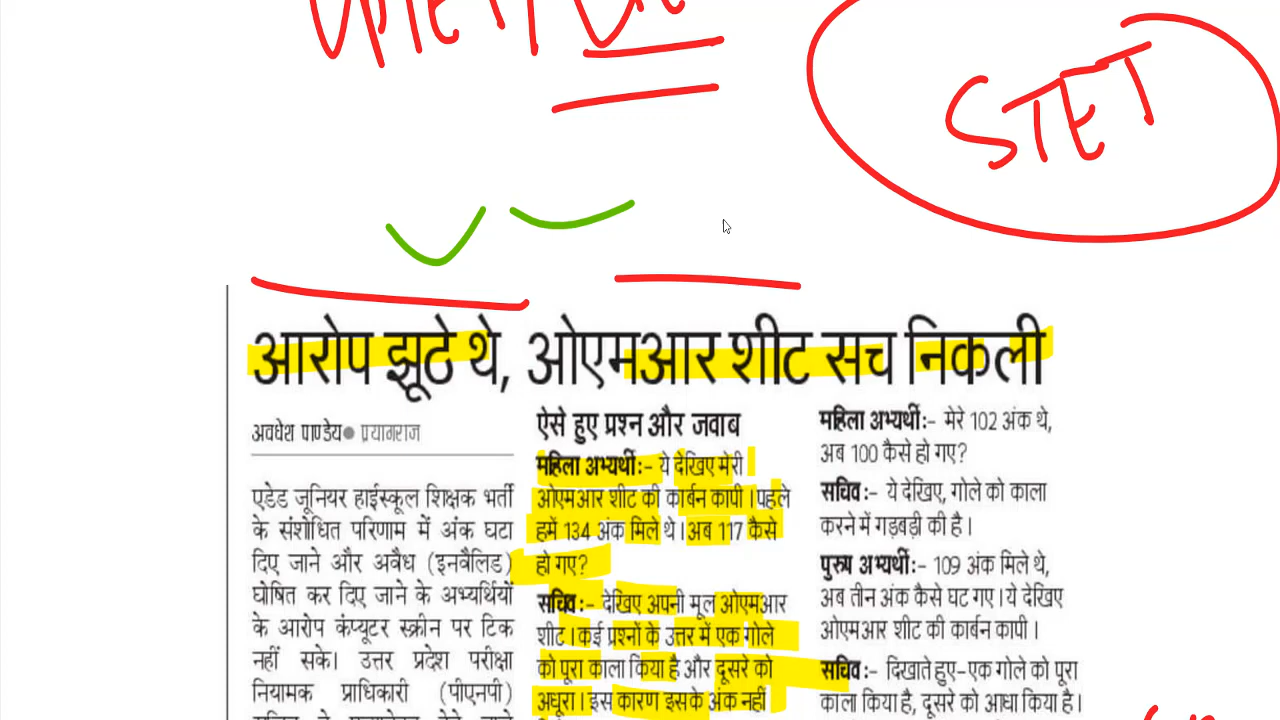 STET
आरोप झूठे थे, ओएमआर शीट सच निकली
अवधेश पाण्डेय● प्रयागराज
एडेड जूनियर हाईस्कूल शिक्षक भर्ती
के संशोधित परिणाम में अंक घटा
दिए जाने और अवैध (इनवैलिड)
घोषित कर दिए जाने के अभ्यर्थियों
के आरोप कंप्यूटर स्क्रीन पर टिक
नहीं सके। उत्तर प्रदेश परीक्षा
नियामक प्राधिकारी (पीएनपी)
ऐसे हुए प्रश्न और जवाब
महिला अभ्यर्थी:- ये देखिए मेरी
ओएमआर शीट की कार्बन कापी। पहले
हमें 134 अंक मिले थे। अब 117 कैसे
हो गए?
सचिव:- देखिए अपनी मूल ओएमआर
शीट। कई प्रश्नों के उत्तर में एक गोले
को पूरा काला किया है और दूसरे को
अधूरा। इस कारण इसके अंक नहीं
महिला अभ्यर्थी:- मेरे 102 अंक थे,
अब 100 कैसे हो गए?
सचिव:- ये देखिए, गोले को काला
करने में गड़बड़ी की है।
पुरुष अभ्यर्थी:- 109 अंक मिले थे,
अब तीन अंक कैसे घट गए। ये देखिए
ओएमआर शीट की कार्बन कापी।
सचिव:- दिखाते हुए-एक गोले को पूरा
काला किया है, दूसरे को आधा किया है।